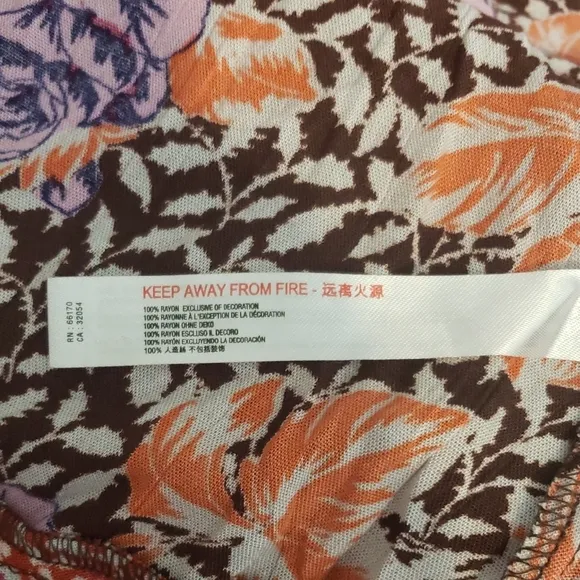 RN : 66170
CA : 32054
KEEP AWAY FROM FIRE - 远离火源
100% RAYON EXCLUSIVE OF DECORATION
100% RAYONNE À L'EXCEPTION DE LA DÉCORATION
100% RAYON OHNE DEKO
100% RAYON ESCLUSO IL DECORO
100% RAYÓN EXCLUYENDO LA DECORACIÓN
100% 人造絲 不包括裝饰